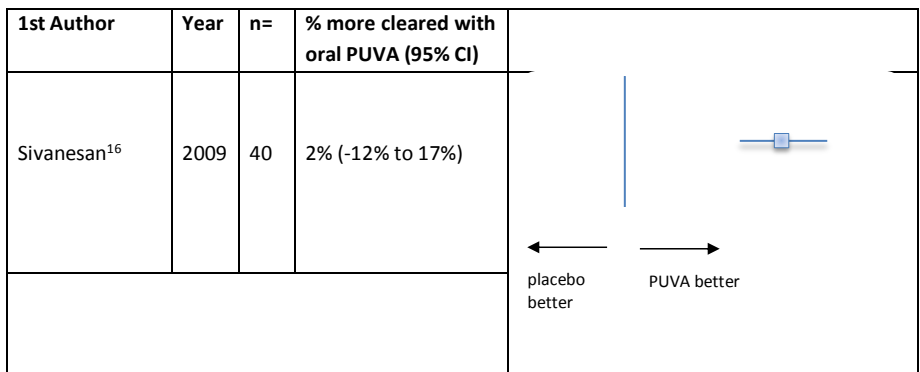 1st Author Year n= % more cleared with
oral PUVA (95% CI)
Sivanesan16 2009 40 2% (-12% to 17%)
placebo
better
PUVA better